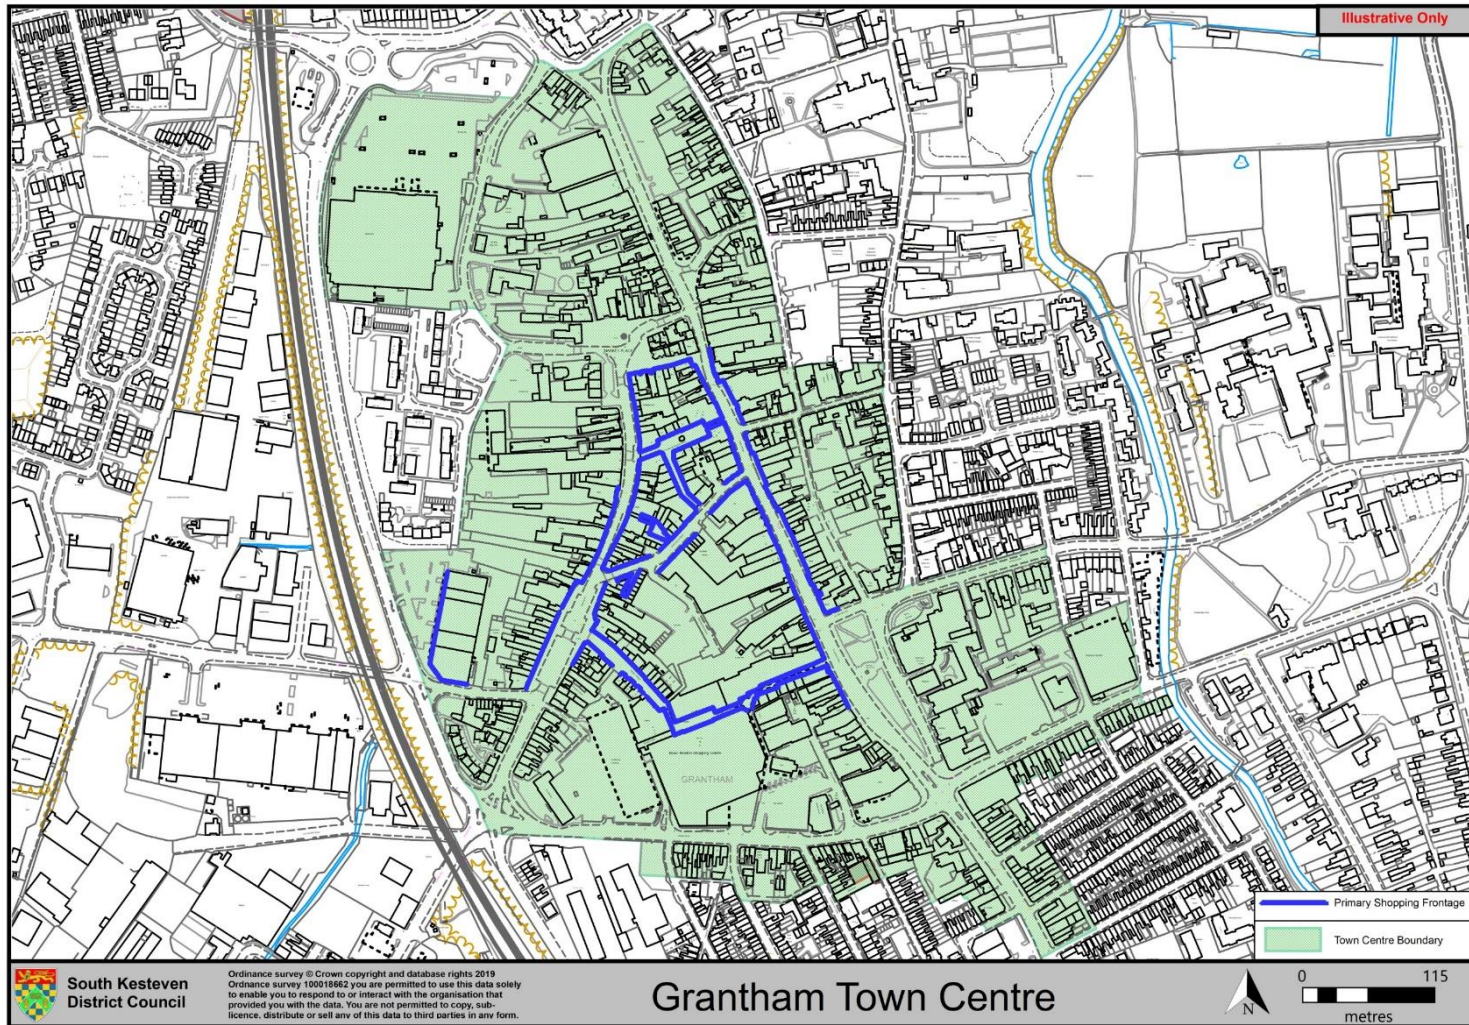 Illustrative Only
MARKET PLACE
GRANTHAM
Primary Shopping Frontage
Town Centre Boundary
South Kesteven
District Council
Ordinance survey © Crown copyright and database rights 2019
Ordnance survey 100018662 you are permitted to use this data solely
to enable you to respond to or interact with the organisation that
provided you with the data. You are not permitted to copy, sub-
licence, distribute or sell any of this data to third parties in any form.
Grantham Town Centre
N
0 115
metres